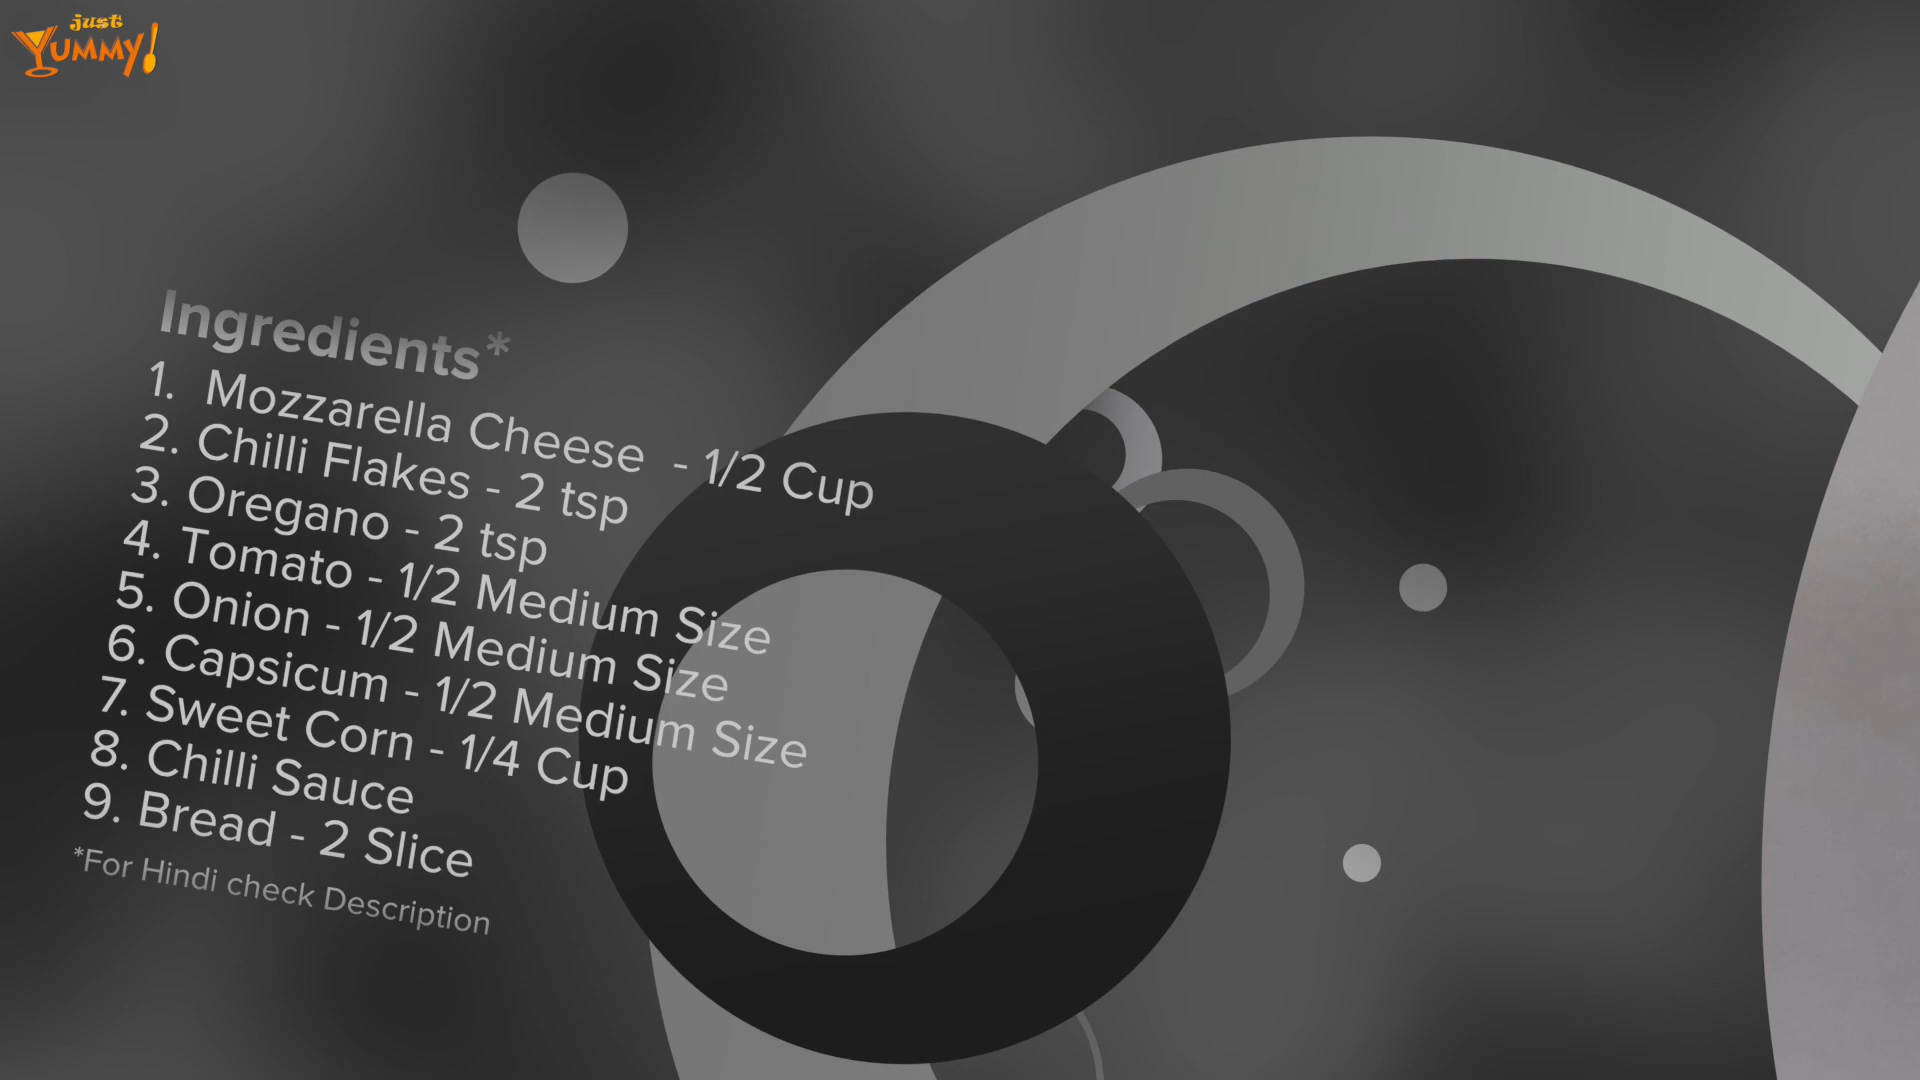 just
YUMMY!
Ingredients*
1. Mozzarella Cheese - 1/2 Cup
2. Chilli Flakes - 2 tsp
3. Oregano - 2 tsp
4. Tomato - 1/2 Medium Size
5. Onion - 1/2 Medium Size
6. Capsicum - 1/2 Medium Size
7. Sweet Corn - 1/4 Cup
8. Chilli Sauce
9. Bread - 2 Slice
*For Hindi check Description